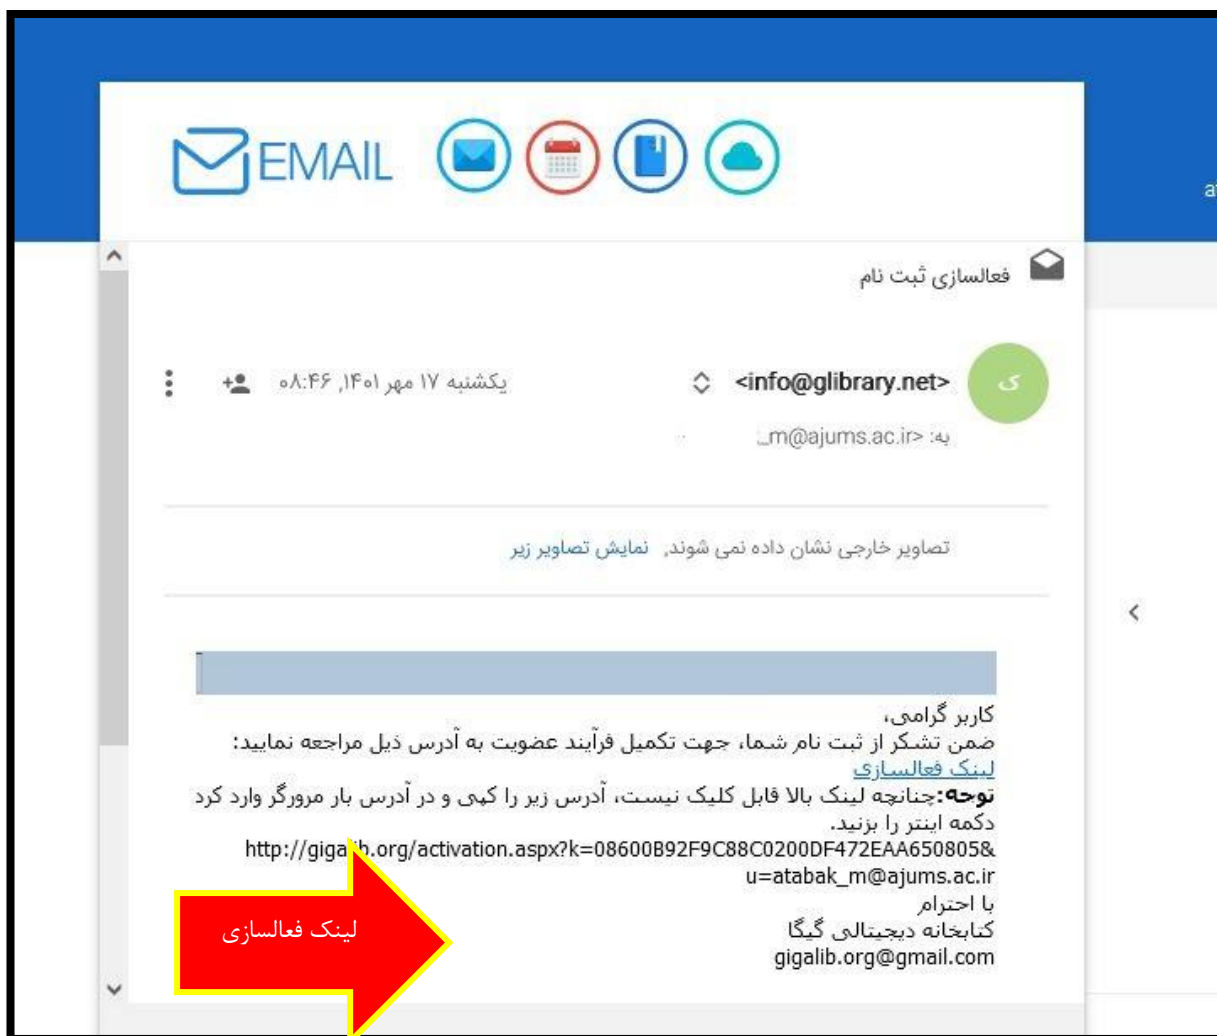 EMAIL
a
فعالسازی ثبت نام
ک
<info@glibrary.net>
یکشنبه ۱۷ مهر ۱۴۰۱, ۰۸:۴۶
به: <_m@ajums.ac.ir
تصاویر خارجی نشان داده نمی شوند, نمایش تصاویر زیر
کاربر گرامی،
ضمن تشکر از ثبت نام شما، جهت تکمیل فرآیند عضویت به آدرس ذیل مراجعه نمایید:
لینک فعالسازی
توجه:چنانچه لینک بالا قابل کلیک نیست، آدرس زیر را کپی و در آدرس بار مرورگر وارد کرد
دکمه اینتر را بزنید.
http://gigalib.org/activation.aspx?k=08600B92F9C88C0200DF472EAA650805&
u=atabak_m@ajums.ac.ir
با احترام
کتابخانه دیجیتالی گیگا
gigalib.org@gmail.com
لینک فعالسازی